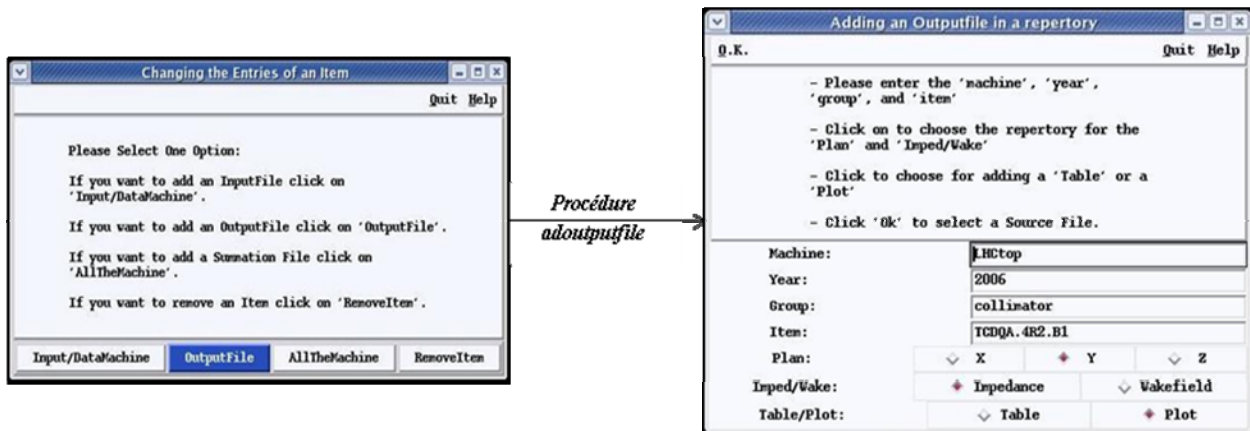 Changing the Entries of an Item
Quit Help
Please Select One Option:
If you want to add an InputFile click on
'Input/DataMachine'.
If you want to add an OutputFile click on 'OutputFile'.
If you want to add a Summation File click on
'AllTheMachine'.
If you want to remove an Item click on 'RemoveItem'.
Input/DataMachine OutputFile AllTheMachine RemoveItem
Procédure
adoutputfile
Adding an Outputfile in a repertory
O.K. Quit Help
- Please enter the 'machine', 'year',
'group', and 'item'
- Click on to choose the repertory for the
'Plan' and 'Imped/Wake'
- Click to choose for adding a 'Table' or a
'Plot'
- Click 'Ok' to select a Source File.
Machine: LHCtop
Year: 2006
Group: collimator
Item: TCDQA.4R2.B1
Plan: X Y Z
Imped/Wake: Impedance Wakefield
Table/Plot: Table Plot